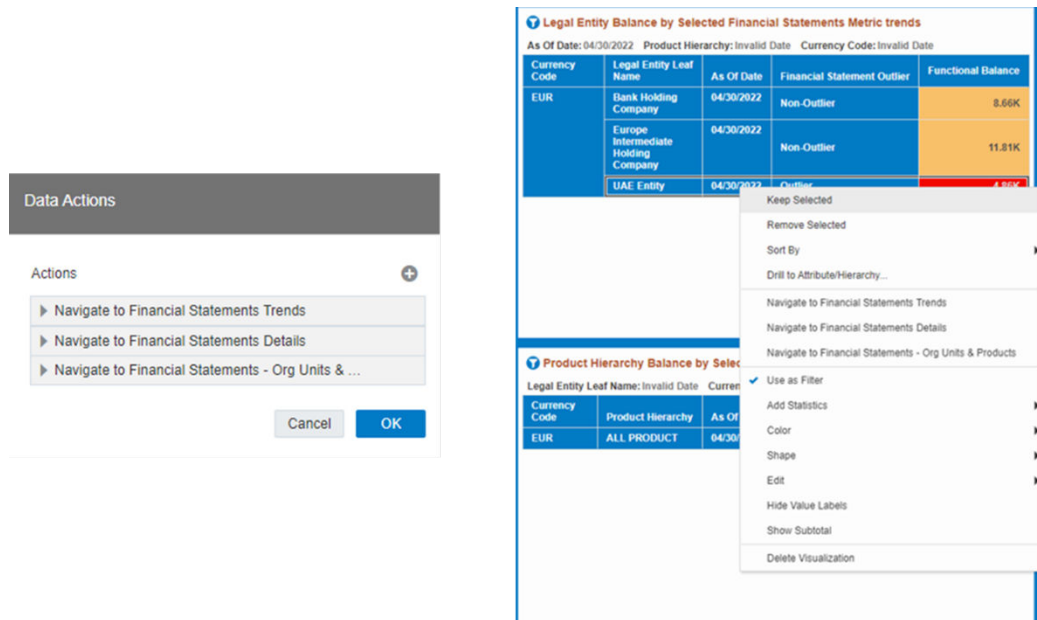 Data Actions
Actions
Navigate to Financial Statements Trends
Navigate to Financial Statements Details
Navigate to Financial Statements - Org Units & ...
Cancel OK
Legal Entity Balance by Selected Financial Statements Metric trends
As Of Date: 04/30/2022 Product Hierarchy: Invalid Date Currency Code: Invalid Date
Currency Code Legal Entity Leaf Name As Of Date Financial Statement Outlier Functional Balance
EUR Bank Holding Company 04/30/2022 Non-Outlier 8.66K
Europe Intermediate Holding Company 04/30/2022 Non-Outlier 11.81K
UAE Entity 04/30/2022 Outlier 4.86K
Keep Selected
Remove Selected
Sort By
Drill to Attribute/Hierarchy...
Navigate to Financial Statements Trends
Navigate to Financial Statements Details
Navigate to Financial Statements - Org Units & Products
Use as Filter
Add Statistics
Color
Shape
Edit
Hide Value Labels
Show Subtotal
Delete Visualization
Product Hierarchy Balance by Selec
Legal Entity Leaf Name: Invalid Date Curren
Currency Code Product Hierarchy As Of
EUR ALL PRODUCT 04/30/